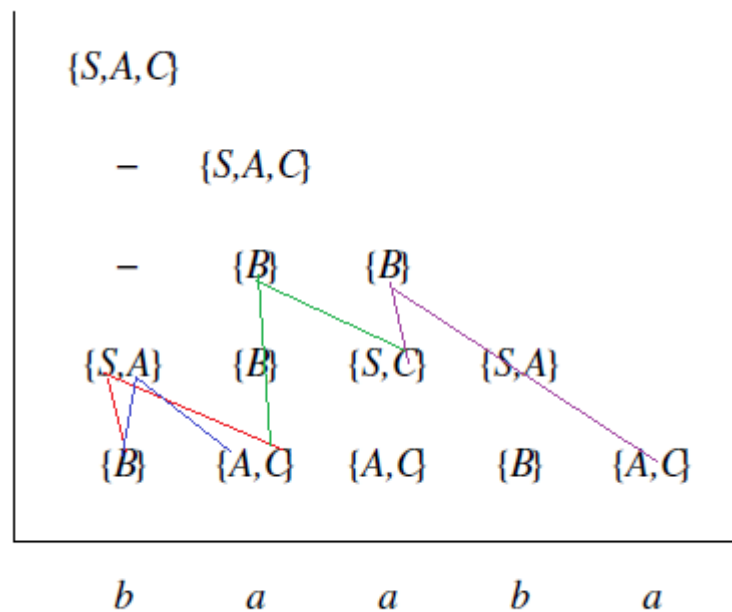 {S,A,C}
– {S,A,C}
– {B} {B}
{S,A} {B} {S,C} {S,A}
{B} {A,C} {A,C} {B} {A,C}
b a a b a